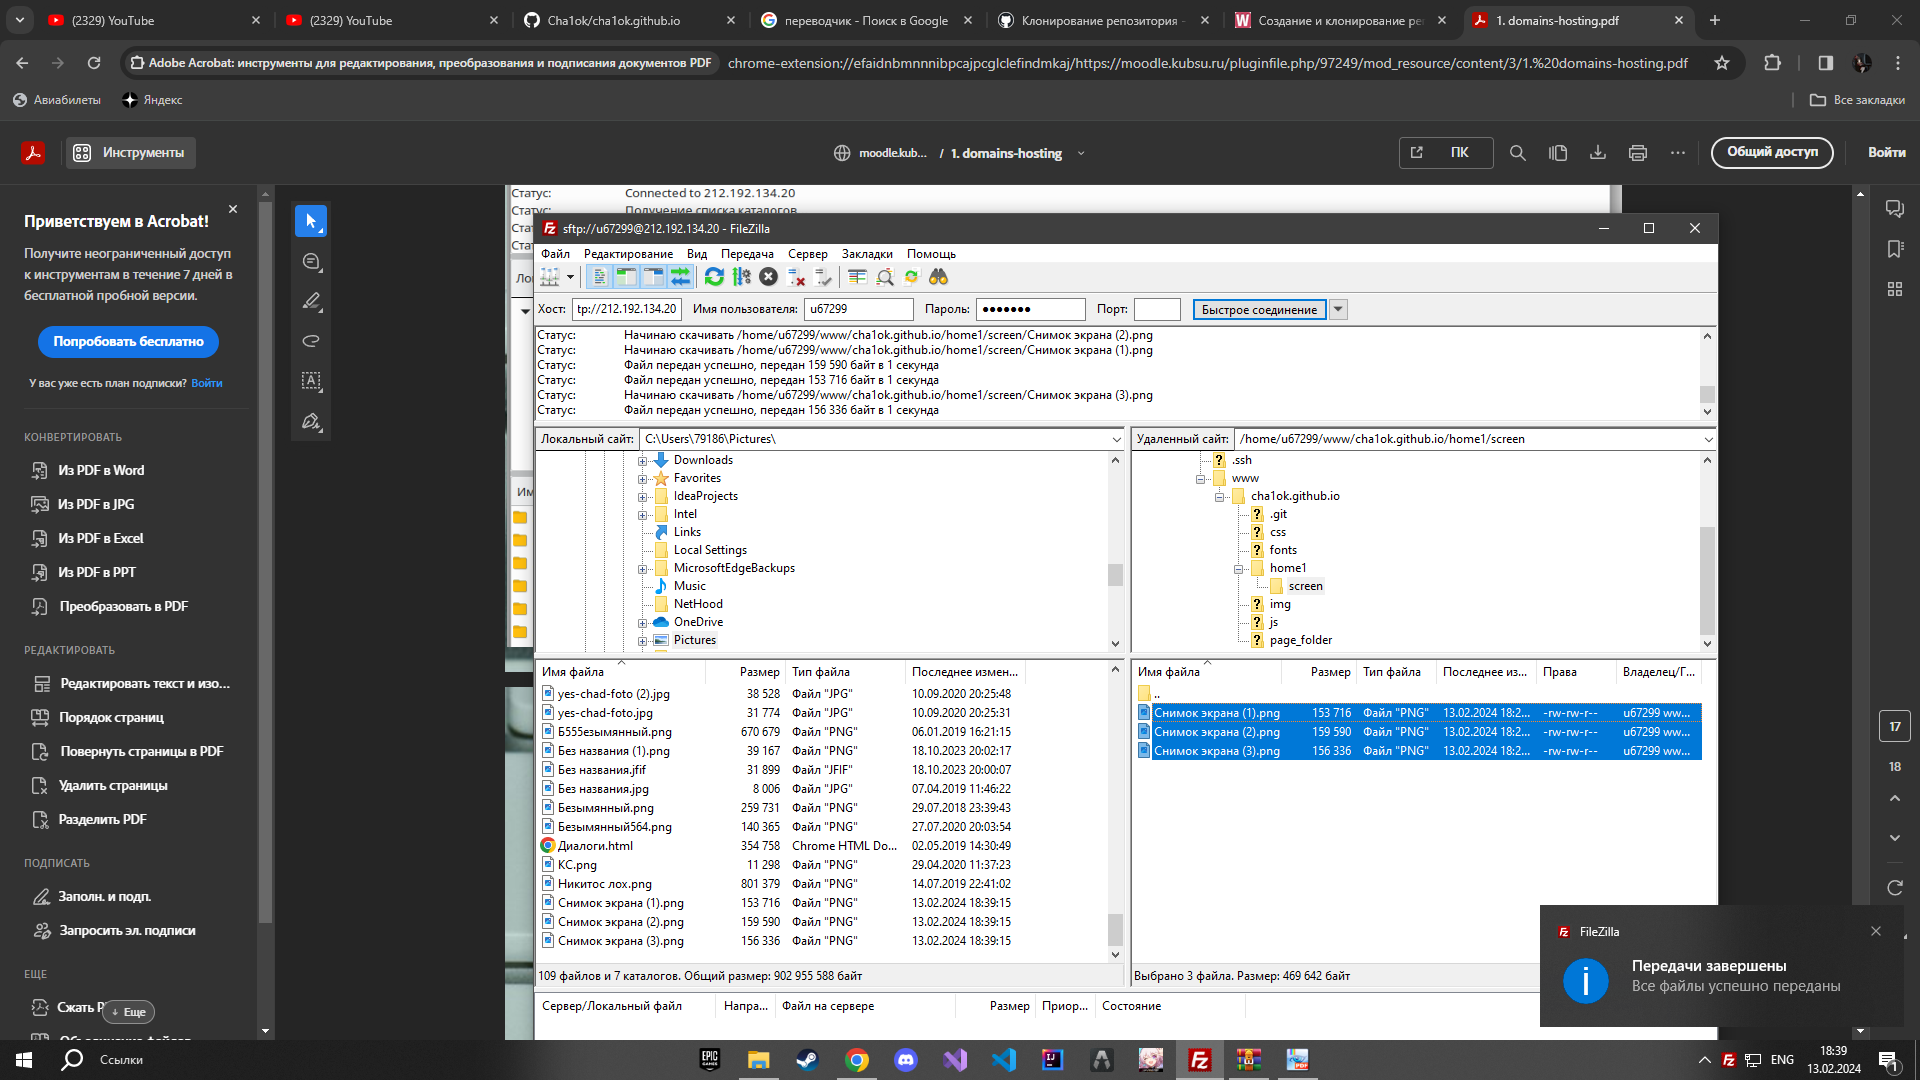 (2329) YouTube
(2329) YouTube
Cha1ok/cha1ok.github.io
переводчик - Поиск в Google
Клонирование репозитория -
Создание и клонирование ре
1. domains-hosting.pdf
Adobe Acrobat: инструменты для редактирования, преобразования и подписания документов PDF
chrome-extension://efaidnbmnnnibpcajpcglclefindmkaj/https://moodle.kubsu.ru/pluginfile.php/97249/mod_resource/content/3/1.%20domains-hosting.pdf
Авиабилеты
Яндекс
Все закладки
Инструменты
moodle.kub... / 1. domains-hosting
ПК
Общий доступ
Войти
Приветствуем в Acrobat!
Получите неограниченный доступ
к инструментам в течение 7 дней в
бесплатной пробной версии.
Попробовать бесплатно
У вас уже есть план подписки? Войти
КОНВЕРТИРОВАТЬ
Из PDF в Word
Из PDF в JPG
Из PDF в Excel
Из PDF в PPT
Преобразовать в PDF
РЕДАКТИРОВАТЬ
Редактировать текст и изо...
Порядок страниц
Повернуть страницы в PDF
Удалить страницы
Разделить PDF
ПОДПИСАТЬ
Заполн. и подп.
Запросить эл. подписи
ЕЩЕ
Сжать P
Еще
Статус: Connected to 212.192.134.20
Статус: Получение списка каталогов
sftp://u67299@212.192.134.20 - FileZilla
Файл Редактирование Вид Передача Сервер Закладки Помощь
Хост: tp://212.192.134.20 Имя пользователя: u67299 Пароль: ●●●●●●● Порт: Быстрое соединение
Статус: Начинаю скачивать /home/u67299/www/cha1ok.github.io/home1/screen/Снимок экрана (2).png
Статус: Начинаю скачивать /home/u67299/www/cha1ok.github.io/home1/screen/Снимок экрана (1).png
Статус: Файл передан успешно, передан 159 590 байт в 1 секунда
Статус: Файл передан успешно, передан 153 716 байт в 1 секунда
Статус: Начинаю скачивать /home/u67299/www/cha1ok.github.io/home1/screen/Снимок экрана (3).png
Статус: Файл передан успешно, передан 156 336 байт в 1 секунда
Локальный сайт: C:\Users\79186\Pictures\
Downloads
Favorites
IdeaProjects
Intel
Links
Local Settings
MicrosoftEdgeBackups
Music
NetHood
OneDrive
Pictures
Удаленный сайт: /home/u67299/www/cha1ok.github.io/home1/screen
.ssh
www
cha1ok.github.io
.git
css
fonts
home1
screen
img
js
page_folder
Имя файла Размер Тип файла Последнее измен...
yes-chad-foto (2).jpg 38 528 Файл "JPG" 10.09.2020 20:25:48
yes-chad-foto.jpg 31 774 Файл "JPG" 10.09.2020 20:25:31
Б555езымянный.png 670 679 Файл "PNG" 06.01.2019 16:21:15
Без названия (1).png 39 167 Файл "PNG" 18.10.2023 20:02:17
Без названия.jfif 31 899 Файл "JFIF" 18.10.2023 20:00:07
Без названия.jpg 8 006 Файл "JPG" 07.04.2019 11:46:22
Безымянный.png 259 731 Файл "PNG" 29.07.2018 23:39:43
Безымянный564.png 140 365 Файл "PNG" 27.07.2020 20:03:54
Диалоги.html 354 758 Chrome HTML Do... 02.05.2019 14:30:49
КС.png 11 298 Файл "PNG" 29.04.2020 11:37:23
Никитос лох.png 801 379 Файл "PNG" 14.07.2019 22:41:02
Снимок экрана (1).png 153 716 Файл "PNG" 13.02.2024 18:39:15
Снимок экрана (2).png 159 590 Файл "PNG" 13.02.2024 18:39:15
Снимок экрана (3).png 156 336 Файл "PNG" 13.02.2024 18:39:15
109 файлов и 7 каталогов. Общий размер: 902 955 588 байт
Имя файла Размер Тип файла Последнее из... Права Владелец/Г...
..
Снимок экрана (1).png 153 716 Файл "PNG" 13.02.2024 18:2... -rw-rw-r-- u67299 ww...
Снимок экрана (2).png 159 590 Файл "PNG" 13.02.2024 18:2... -rw-rw-r-- u67299 ww...
Снимок экрана (3).png 156 336 Файл "PNG" 13.02.2024 18:2... -rw-rw-r-- u67299 ww...
Выбрано 3 файла. Размер: 469 642 байт
Сервер/Локальный файл Напра... Файл на сервере Размер Приор... Состояние
17
18
FileZilla
Передачи завершены
Все файлы успешно переданы
Ссылки
ENG
18:39
13.02.2024
1